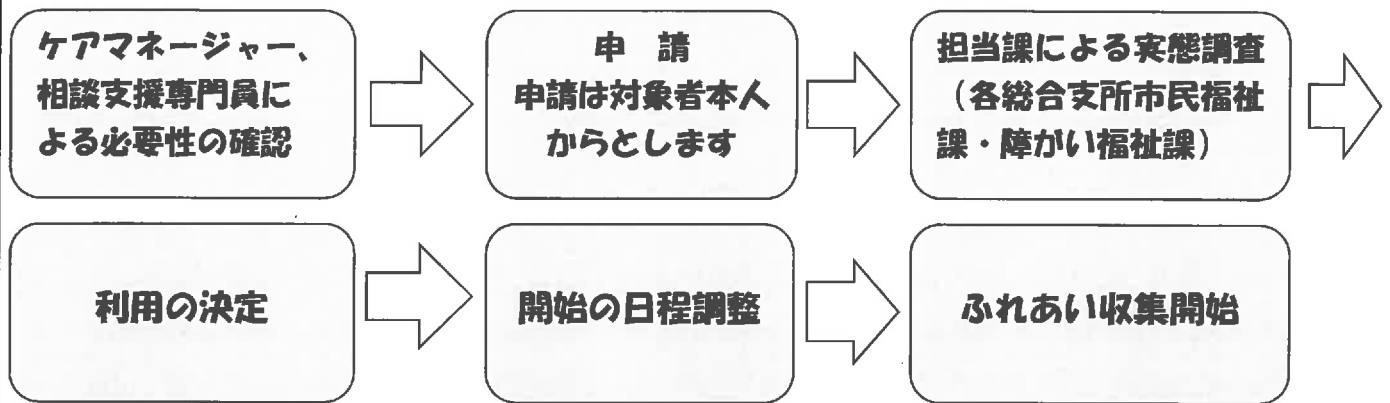 ケアマネージャー、
相談支援専門員に
よる必要性の確認
申　請
申請は対象者本人
からとします
担当課による実態調査
（各総合支所市民福祉
課・障がい福祉課）
利用の決定
開始の日程調整
ふれあい収集開始